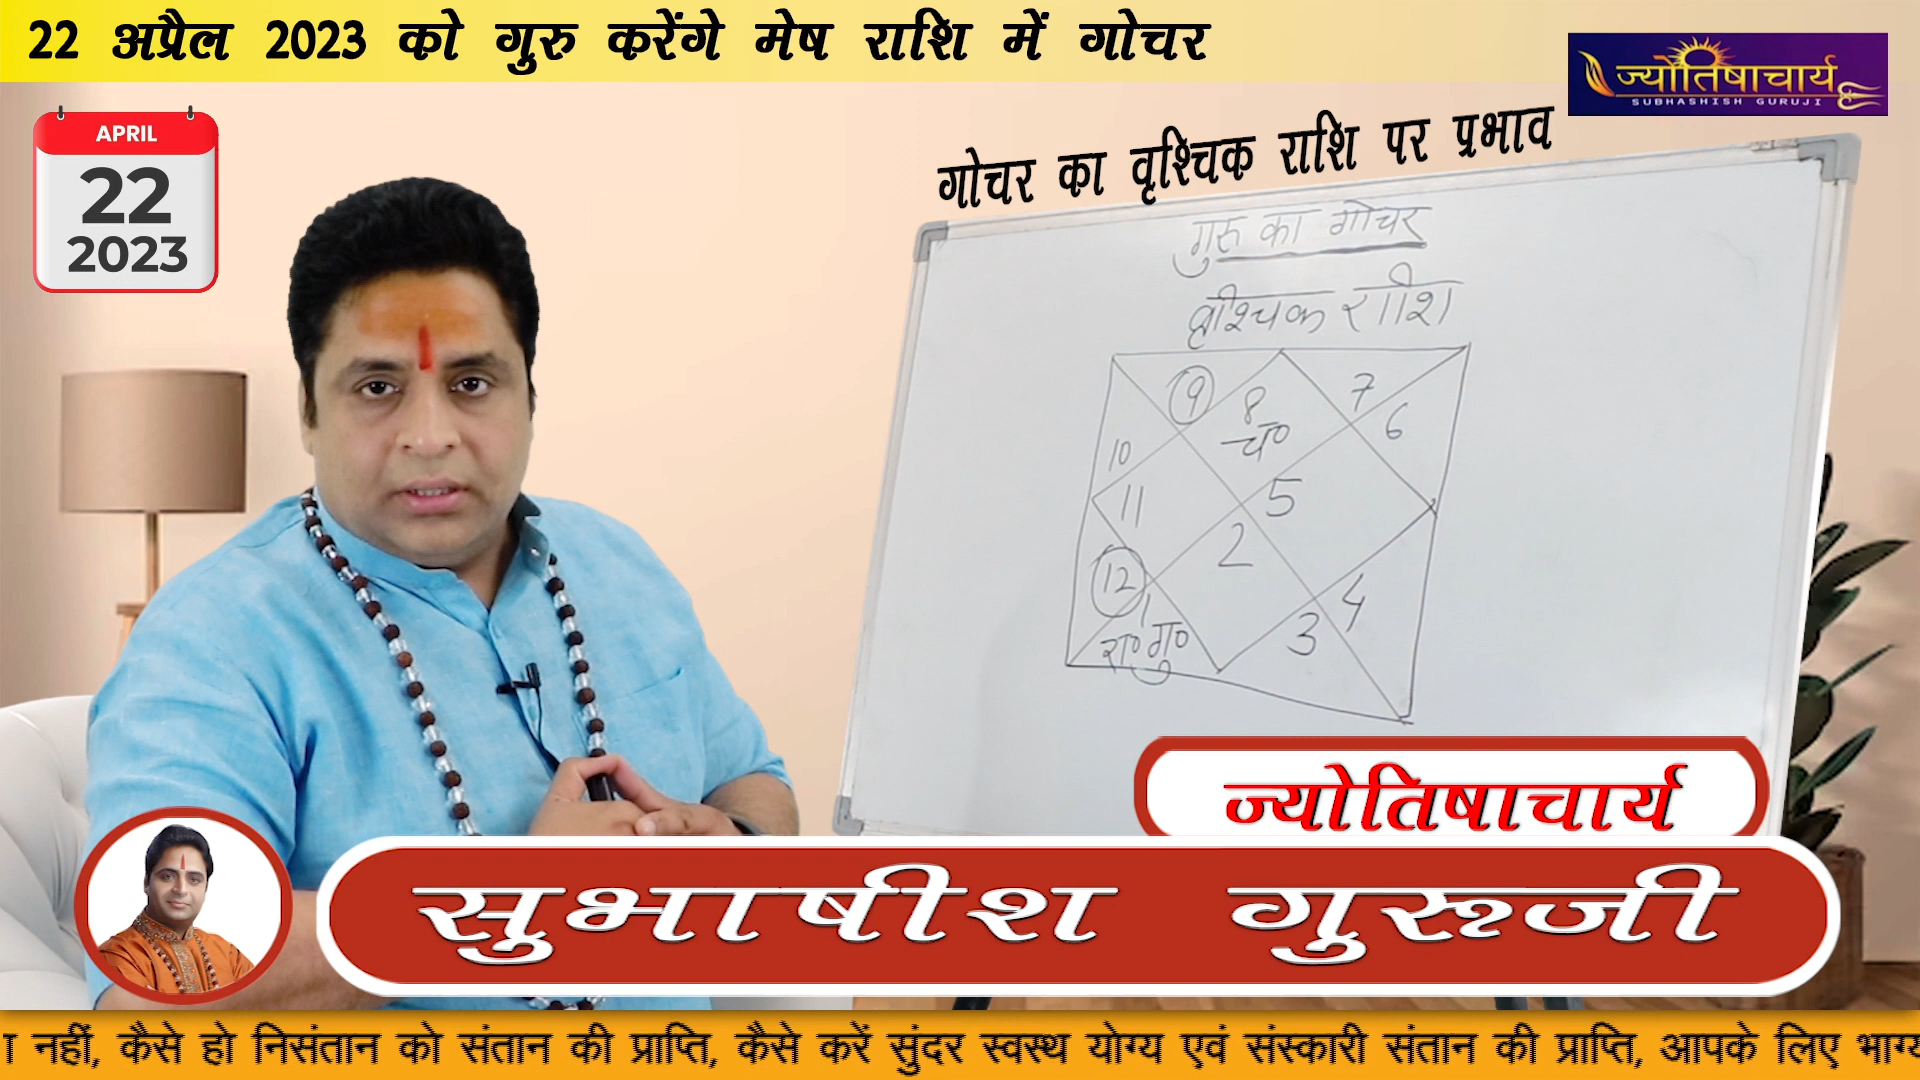 22 अप्रैल 2023 को गुरु करेंगे मेष राशि में गोचर
ज्योतिषाचार्य
SUBHASHISH GURUJI
APRIL
22
2023
गोचर का वृश्चिक राशि पर प्रभाव
गुरु का गोचर
व्रीश्चिक राशि
9
8
7
च०
6
10
11
5
2
12
1
4
3
रा० गु०
ज्योतिषाचार्य
सुभाषीश गुरूजी
ा नहीं, कैसे हो निसंतान को संतान की प्राप्ति, कैसे करें सुंदर स्वस्थ योग्य एवं संस्कारी संतान की प्राप्ति, आपके लिए भाग्य